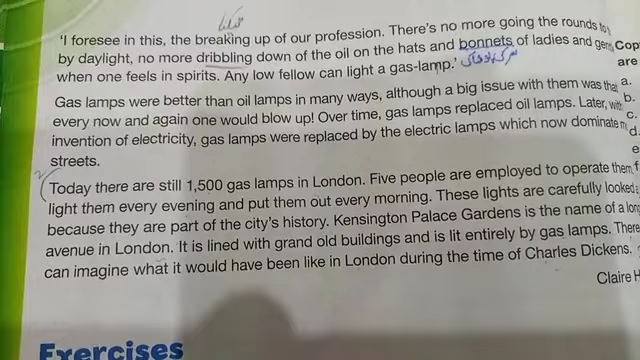 'I foresee in this, the breaking up of our profession. There's no more going the rounds to
by daylight, no more dribbling down of the oil on the hats and bonnets of ladies and gen
when one feels in spirits. Any low fellow can light a gas-lamp.'
Gas lamps were better than oil lamps in many ways, although a big issue with them was that
every now and again one would blow up! Over time, gas lamps replaced oil lamps. Later, with
invention of electricity, gas lamps were replaced by the electric lamps which now dominate m
streets.
Today there are still 1,500 gas lamps in London. Five people are employed to operate them,
light them every evening and put them out every morning. These lights are carefully looked
because they are part of the city's history. Kensington Palace Gardens is the name of a long
avenue in London. It is lined with grand old buildings and is lit entirely by gas lamps. There
can imagine what it would have been like in London during the time of Charles Dickens.
Claire H
Exercises
Cop
are
a.
b.
c.
d.
e
f